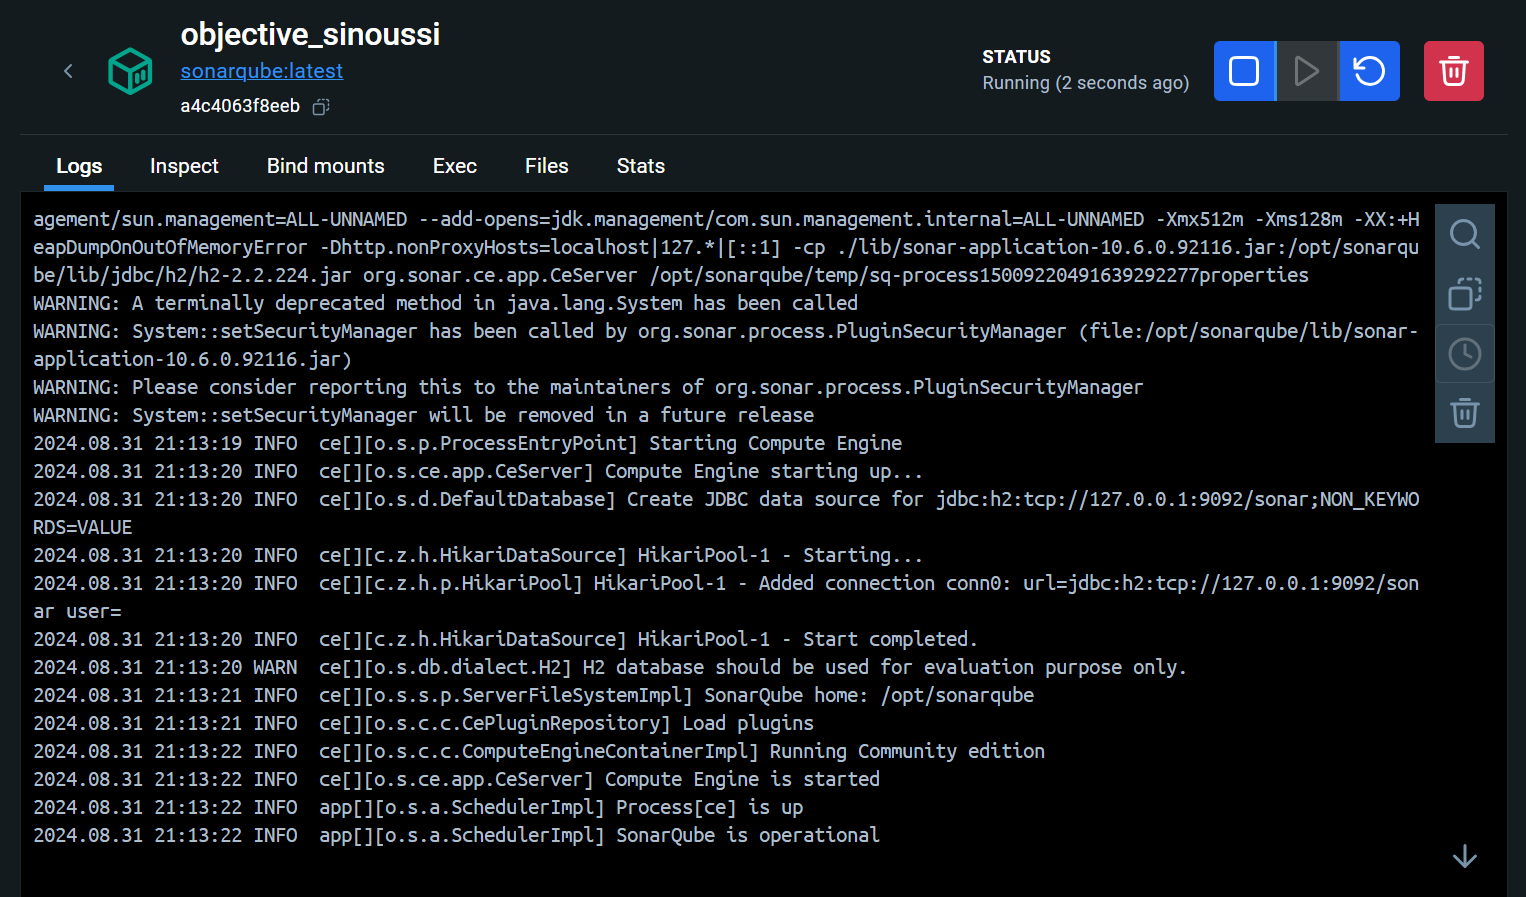 objective_sinoussi
sonarqube:latest
a4c4063f8eeb
STATUS
Running (2 seconds ago)
Logs Inspect Bind mounts Exec Files Stats
agement/sun.management=ALL-UNNAMED --add-opens=jdk.management/com.sun.management.internal=ALL-UNNAMED -Xmx512m -Xms128m -XX:+H
eapDumpOnOutOfMemoryError -Dhttp.nonProxyHosts=localhost|127.*|[::1] -cp ./lib/sonar-application-10.6.0.92116.jar:/opt/sonarqu
be/lib/jdbc/h2/h2-2.2.224.jar org.sonar.ce.app.CeServer /opt/sonarqube/temp/sq-process15009220491639292277properties
WARNING: A terminally deprecated method in java.lang.System has been called
WARNING: System::setSecurityManager has been called by org.sonar.process.PluginSecurityManager (file:/opt/sonarqube/lib/sonar-
application-10.6.0.92116.jar)
WARNING: Please consider reporting this to the maintainers of org.sonar.process.PluginSecurityManager
WARNING: System::setSecurityManager will be removed in a future release
2024.08.31 21:13:19 INFO  ce[][o.s.p.ProcessEntryPoint] Starting Compute Engine
2024.08.31 21:13:20 INFO  ce[][o.s.ce.app.CeServer] Compute Engine starting up...
2024.08.31 21:13:20 INFO  ce[][o.s.d.DefaultDatabase] Create JDBC data source for jdbc:h2:tcp://127.0.0.1:9092/sonar;NON_KEYWO
RDS=VALUE
2024.08.31 21:13:20 INFO  ce[][c.z.h.HikariDataSource] HikariPool-1 - Starting...
2024.08.31 21:13:20 INFO  ce[][c.z.h.p.HikariPool] HikariPool-1 - Added connection conn0: url=jdbc:h2:tcp://127.0.0.1:9092/son
ar user=
2024.08.31 21:13:20 INFO  ce[][c.z.h.HikariDataSource] HikariPool-1 - Start completed.
2024.08.31 21:13:20 WARN  ce[][o.s.db.dialect.H2] H2 database should be used for evaluation purpose only.
2024.08.31 21:13:21 INFO  ce[][o.s.s.p.ServerFileSystemImpl] SonarQube home: /opt/sonarqube
2024.08.31 21:13:21 INFO  ce[][o.s.c.c.CePluginRepository] Load plugins
2024.08.31 21:13:22 INFO  ce[][o.s.c.c.ComputeEngineContainerImpl] Running Community edition
2024.08.31 21:13:22 INFO  ce[][o.s.ce.app.CeServer] Compute Engine is started
2024.08.31 21:13:22 INFO  app[][o.s.a.SchedulerImpl] Process[ce] is up
2024.08.31 21:13:22 INFO  app[][o.s.a.SchedulerImpl] SonarQube is operational